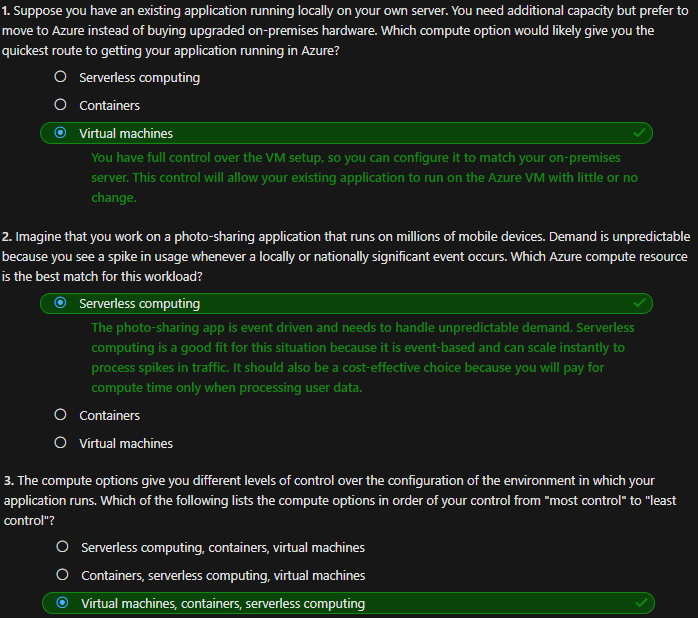 1. Suppose you have an existing application running locally on your own server. You need additional capacity but prefer to
move to Azure instead of buying upgraded on-premises hardware. Which compute option would likely give you the
quickest route to getting your application running in Azure?
Serverless computing
Containers
Virtual machines
You have full control over the VM setup, so you can configure it to match your on-premises
server. This control will allow your existing application to run on the Azure VM with little or no
change.
2. Imagine that you work on a photo-sharing application that runs on millions of mobile devices. Demand is unpredictable
because you see a spike in usage whenever a locally or nationally significant event occurs. Which Azure compute resource
is the best match for this workload?
Serverless computing
The photo-sharing app is event driven and needs to handle unpredictable demand. Serverless
computing is a good fit for this situation because it is event-based and can scale instantly to
process spikes in traffic. It should also be a cost-effective choice because you will pay for
compute time only when processing user data.
Containers
Virtual machines
3. The compute options give you different levels of control over the configuration of the environment in which your
application runs. Which of the following lists the compute options in order of your control from "most control" to "least
control"?
Serverless computing, containers, virtual machines
Containers, serverless computing, virtual machines
Virtual machines, containers, serverless computing